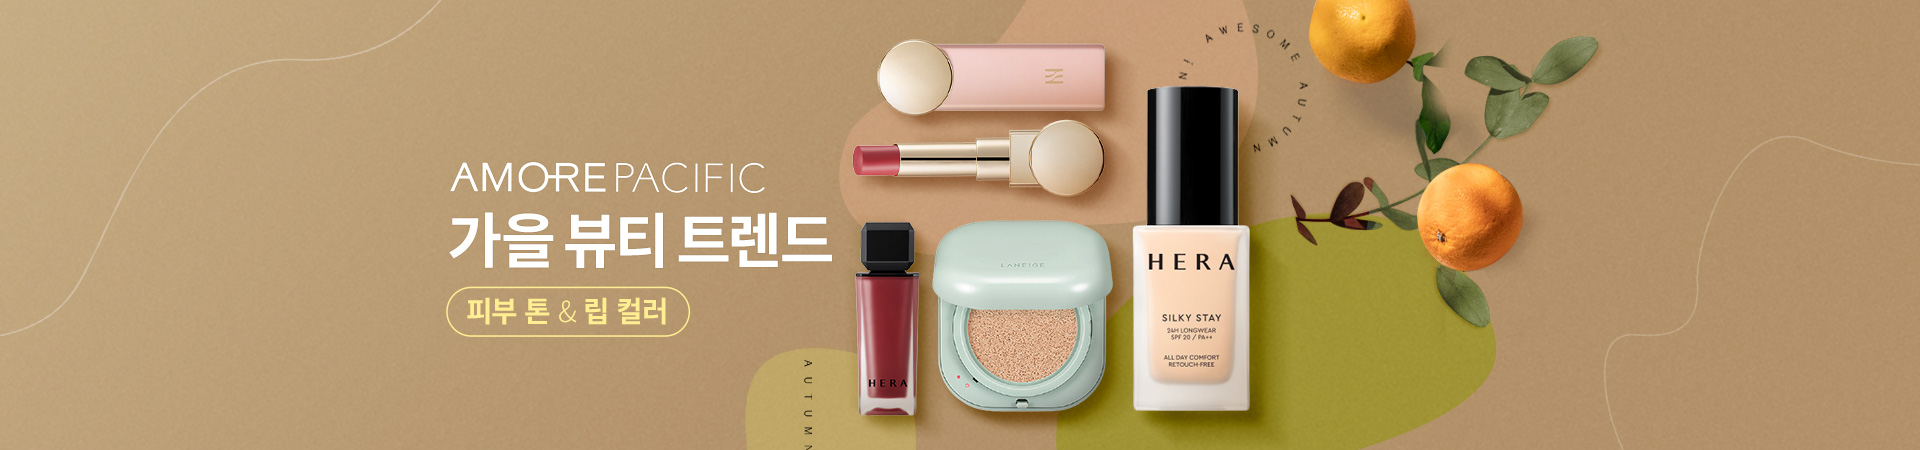 AMOREPACIFIC
가을 뷰티 트렌드
피부 톤 & 립 컬러
HERA
LANEIGE
HERA
SILKY STAY
24H LONGWEAR
SPF 20 / PA++
ALL DAY COMFORT
RETOUCH-FREE
iN AWESOME AUTUMN
AUTUMN